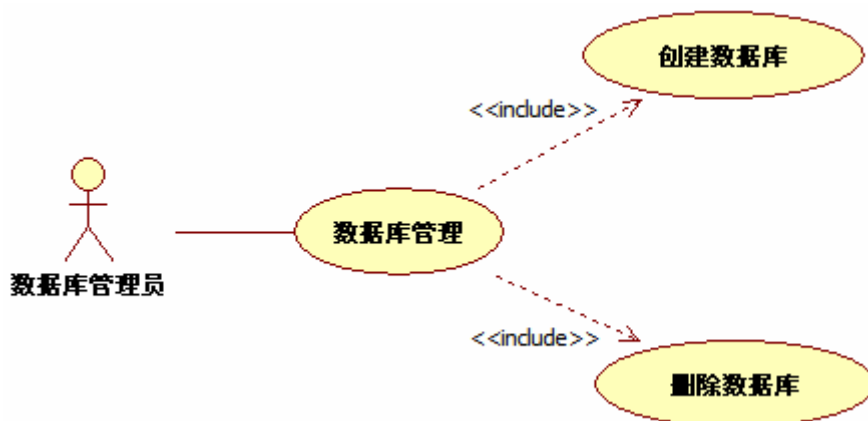 创建数据库
<<include>>
数据库管理
数据库管理员
<<include>>
删除数据库